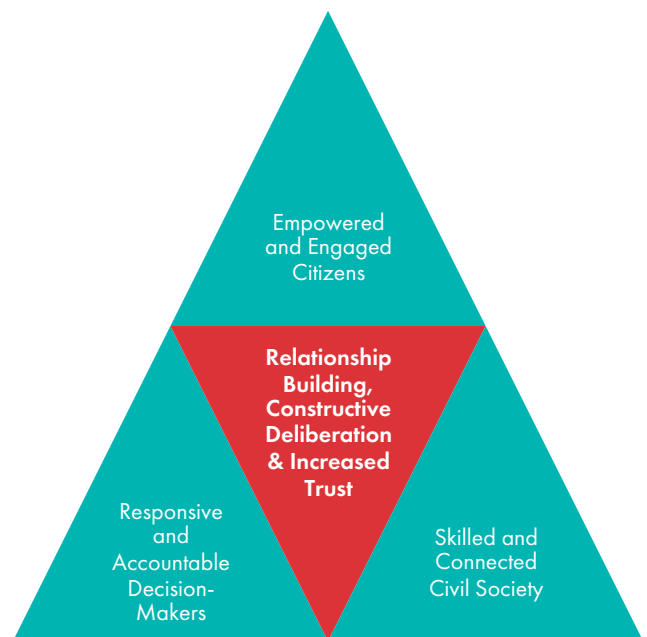 Empowered
and Engaged
Citizens
Relationship
Building,
Constructive
Deliberation
& Increased
Trust
Responsive
and
Accountable
Decision-
Makers
Skilled and
Connected
Civil Society